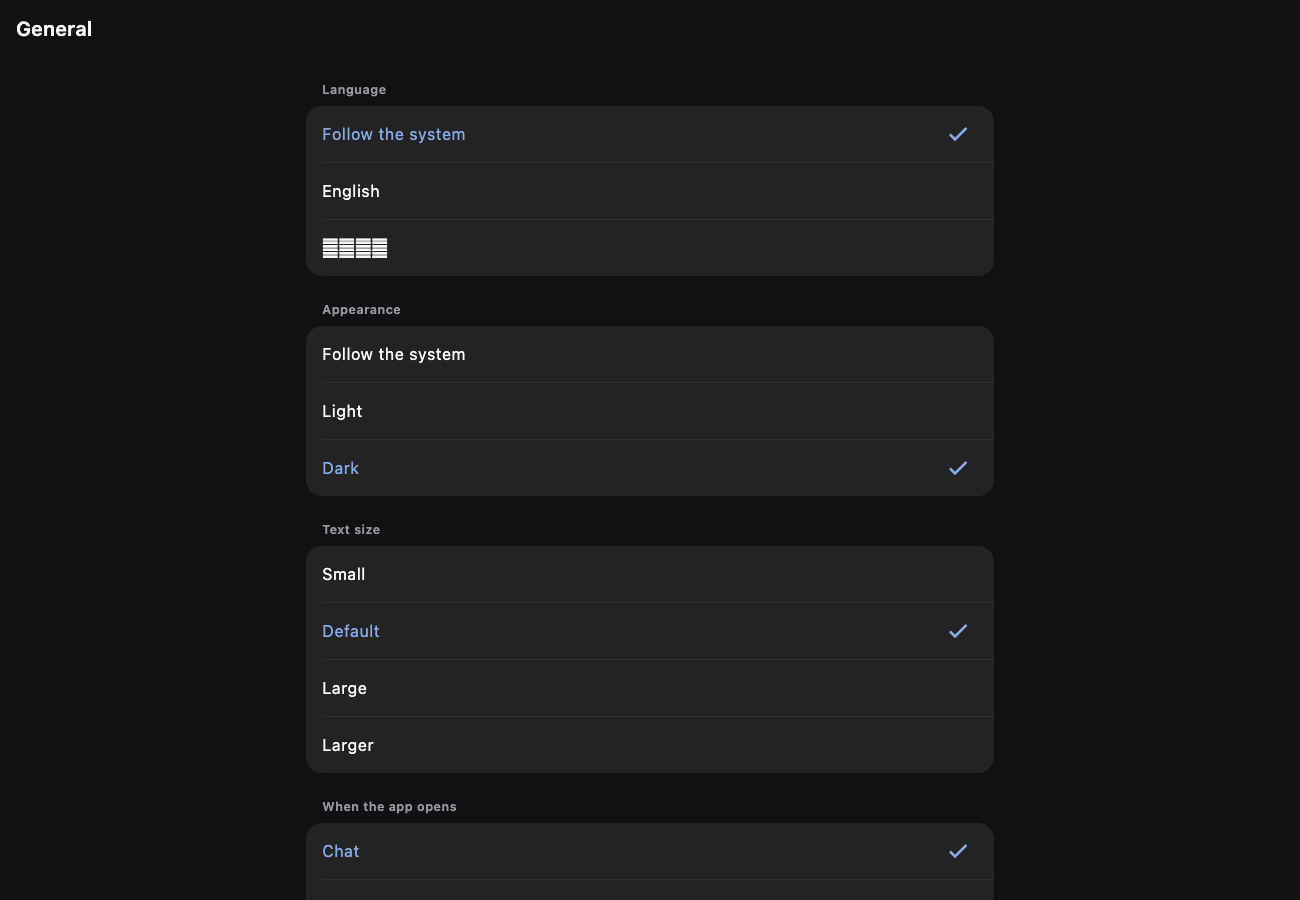 General
Language
Follow the system
English
Appearance
Follow the system
Light
Dark
Text size
Small
Default
Large
Larger
When the app opens
Chat